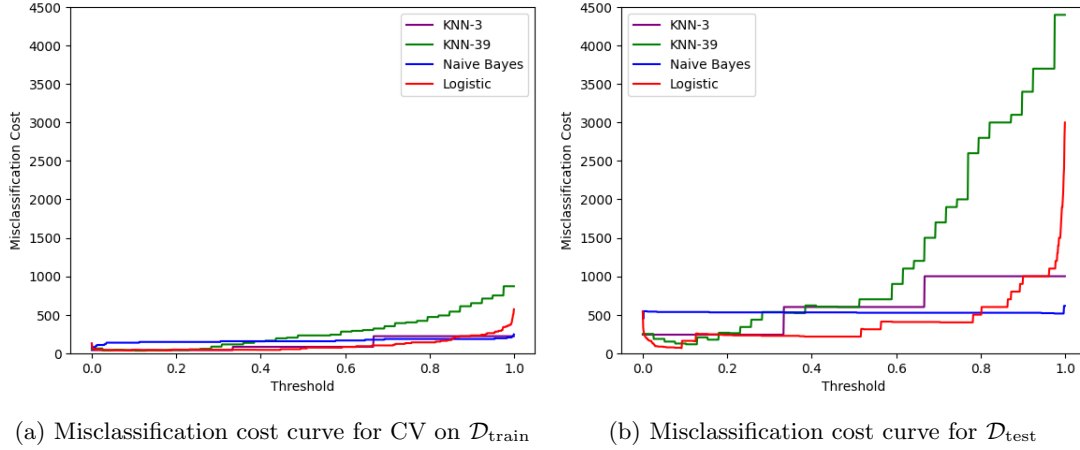 4500
4000
3500
3000
2500
2000
1500
1000
500
0
Misclassification Cost
0.0 0.2 0.4 0.6 0.8 1.0
Threshold
KNN-3
KNN-39
Naive Bayes
Logistic
(a) Misclassification cost curve for CV on 𝒟train
4500
4000
3500
3000
2500
2000
1500
1000
500
0
Misclassification Cost
0.0 0.2 0.4 0.6 0.8 1.0
Threshold
KNN-3
KNN-39
Naive Bayes
Logistic
(b) Misclassification cost curve for 𝒟test